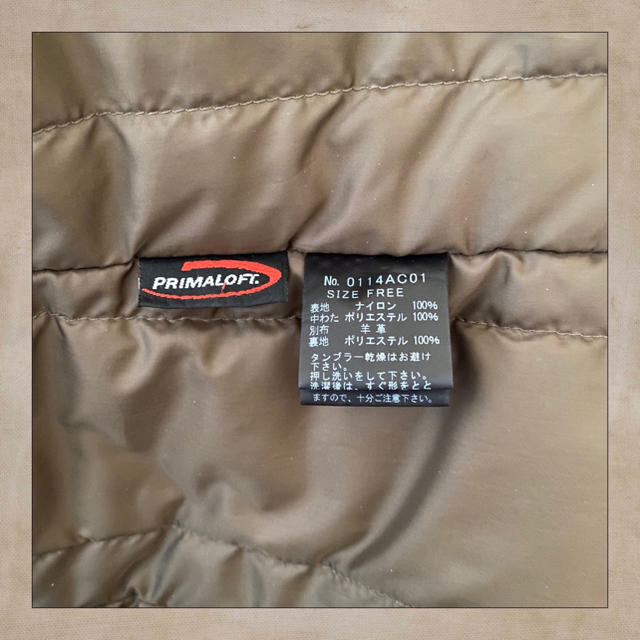 PRIMALOFT.
No. 0114AC01
SIZE FREE
表地 ナイロン 100%
中わた ポリエステル 100%
別布 羊革
裏地 ポリエステル 100%
タンブラー乾燥はお避け
下さい。
押し洗いをして下さい。
洗濯後は、すぐ形をとと
ますので、十分ご注意下さい。